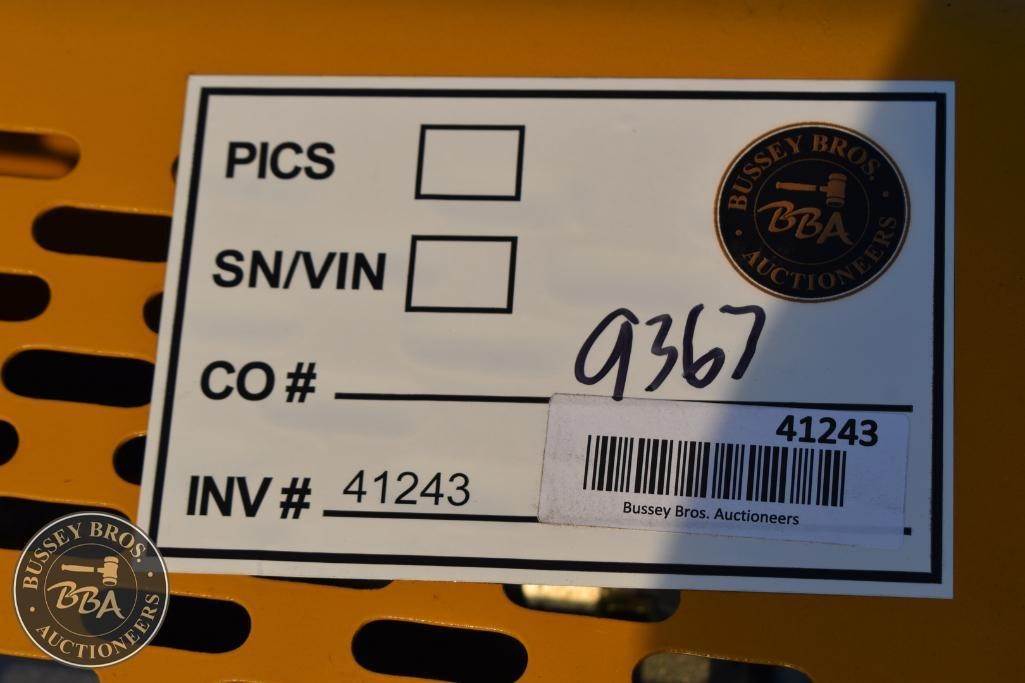 PICS
BUSSEY BROS.
BBA
AUCTIONEERS
SN/VIN
9367
CO #
41243
INV # 41243
Bussey Bros. Auctioneers
BUSSEY BROS.
BBA
AUCTIONEERS